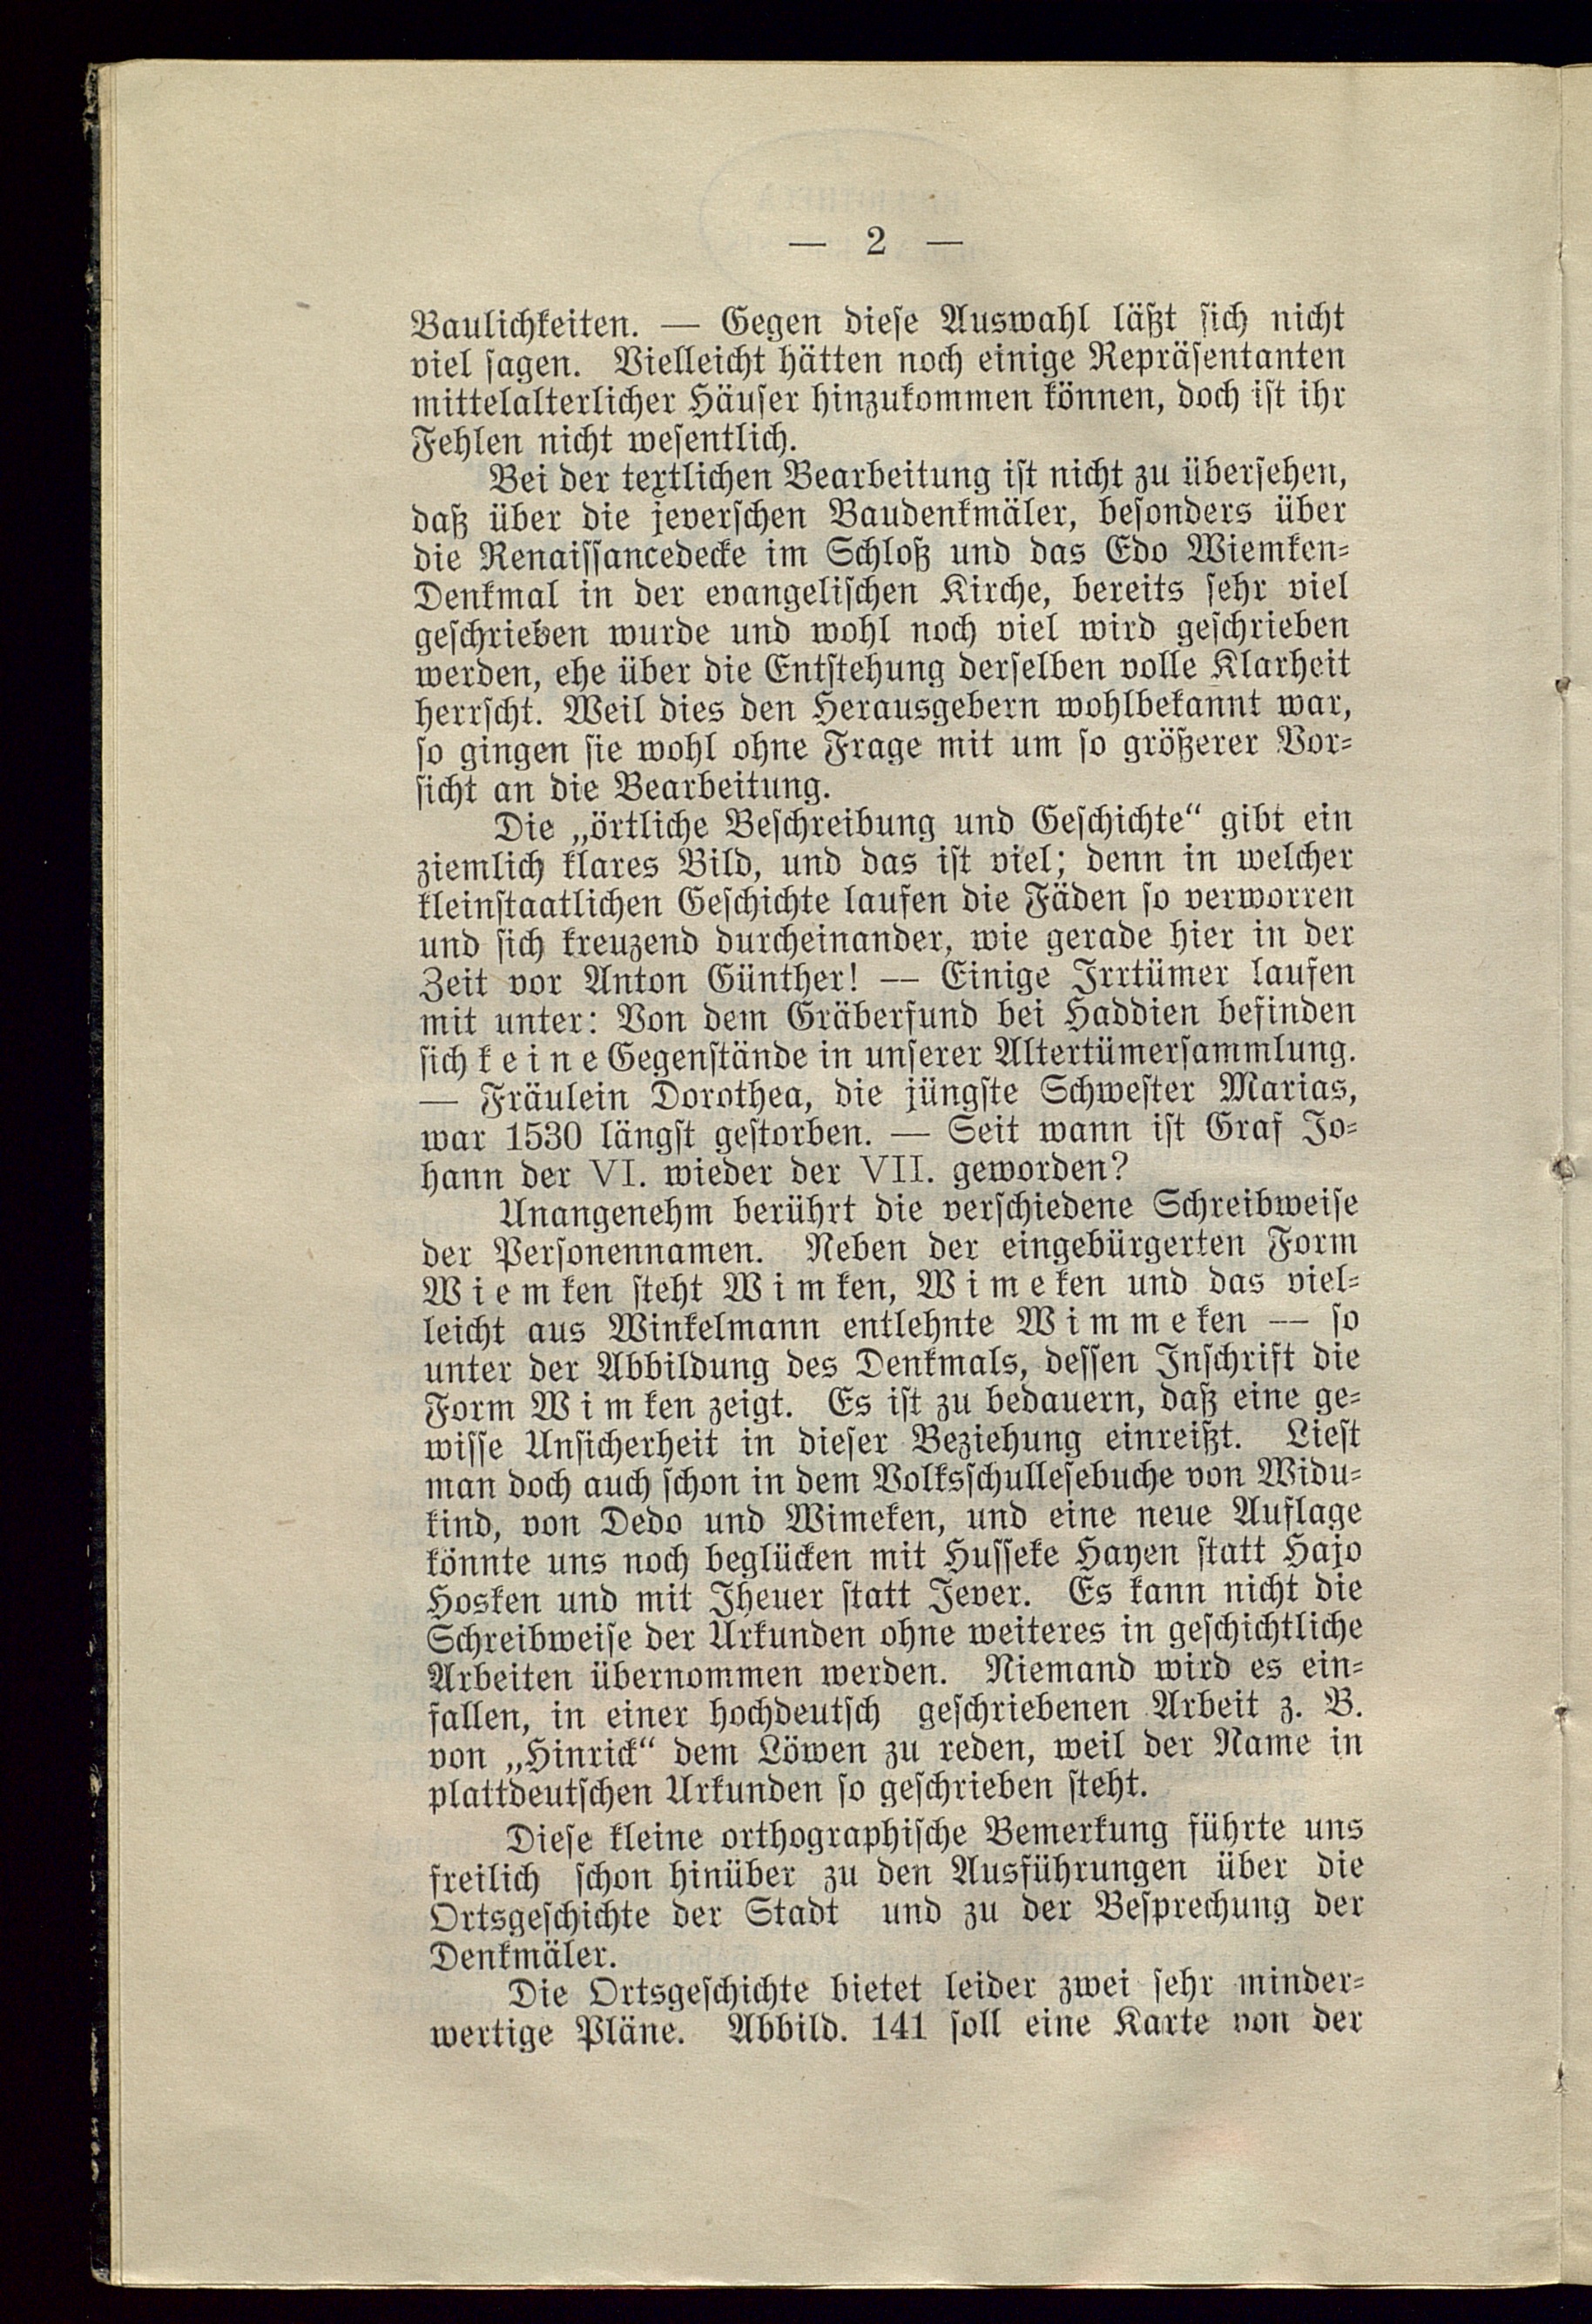 — 2 —
Baulichkeiten. — Gegen diese Auswahl läßt sich nicht
viel sagen. Vielleicht hätten noch einige Repräsentanten
mittelalterlicher Häuser hinzukommen können, doch ist ihr
Fehlen nicht wesentlich.
Bei der textlichen Bearbeitung ist nicht zu übersehen,
daß über die jeverschen Baudenkmäler, besonders über
die Renaissancedecke im Schloß und das Edo Wiemken-
Denkmal in der evangelischen Kirche, bereits sehr viel
geschrieben wurde und wohl noch viel wird geschrieben
werden, ehe über die Entstehung derselben volle Klarheit
herrscht. Weil dies den Herausgebern wohlbekannt war,
so gingen sie wohl ohne Frage mit um so größerer Vor-
sicht an die Bearbeitung.
Die „örtliche Beschreibung und Geschichte“ gibt ein
ziemlich klares Bild, und das ist viel; denn in welcher
kleinstaatlichen Geschichte laufen die Fäden so verworren
und sich kreuzend durcheinander, wie gerade hier in der
Zeit vor Anton Günther! — Einige Irrtümer laufen
mit unter: Von dem Gräberfund bei Haddien befinden
sich keine Gegenstände in unserer Altertümersammlung.
— Fräulein Dorothea, die jüngste Schwester Marias,
war 1530 längst gestorben. — Seit wann ist Graf Jo-
hann der VI. wieder der VII. geworden?
Unangenehm berührt die verschiedene Schreibweise
der Personennamen. Neben der eingebürgerten Form
Wiemken steht Wimken, Wimeken und das viel-
leicht aus Winkelmann entlehnte Wimmeken — so
unter der Abbildung des Denkmals, dessen Inschrift die
Form Wimken zeigt. Es ist zu bedauern, daß eine ge-
wisse Unsicherheit in dieser Beziehung einreißt. Liest
man doch auch schon in dem Volksschullesebuche von Widu-
kind, von Dedo und Wimeken, und eine neue Auflage
könnte uns noch beglücken mit Husseke Hayen statt Hajo
Hosken und mit Jheuer statt Jever. Es kann nicht die
Schreibweise der Urkunden ohne weiteres in geschichtliche
Arbeiten übernommen werden. Niemand wird es ein-
fallen, in einer hochdeutsch geschriebenen Arbeit z. B.
von „Hinrick“ dem Löwen zu reden, weil der Name in
plattdeutschen Urkunden so geschrieben steht.
Diese kleine orthographische Bemerkung führte uns
freilich schon hinüber zu den Ausführungen über die
Ortsgeschichte der Stadt und zu der Besprechung der
Denkmäler.
Die Ortsgeschichte bietet leider zwei sehr minder-
wertige Pläne. Abbild. 141 soll eine Karte von der